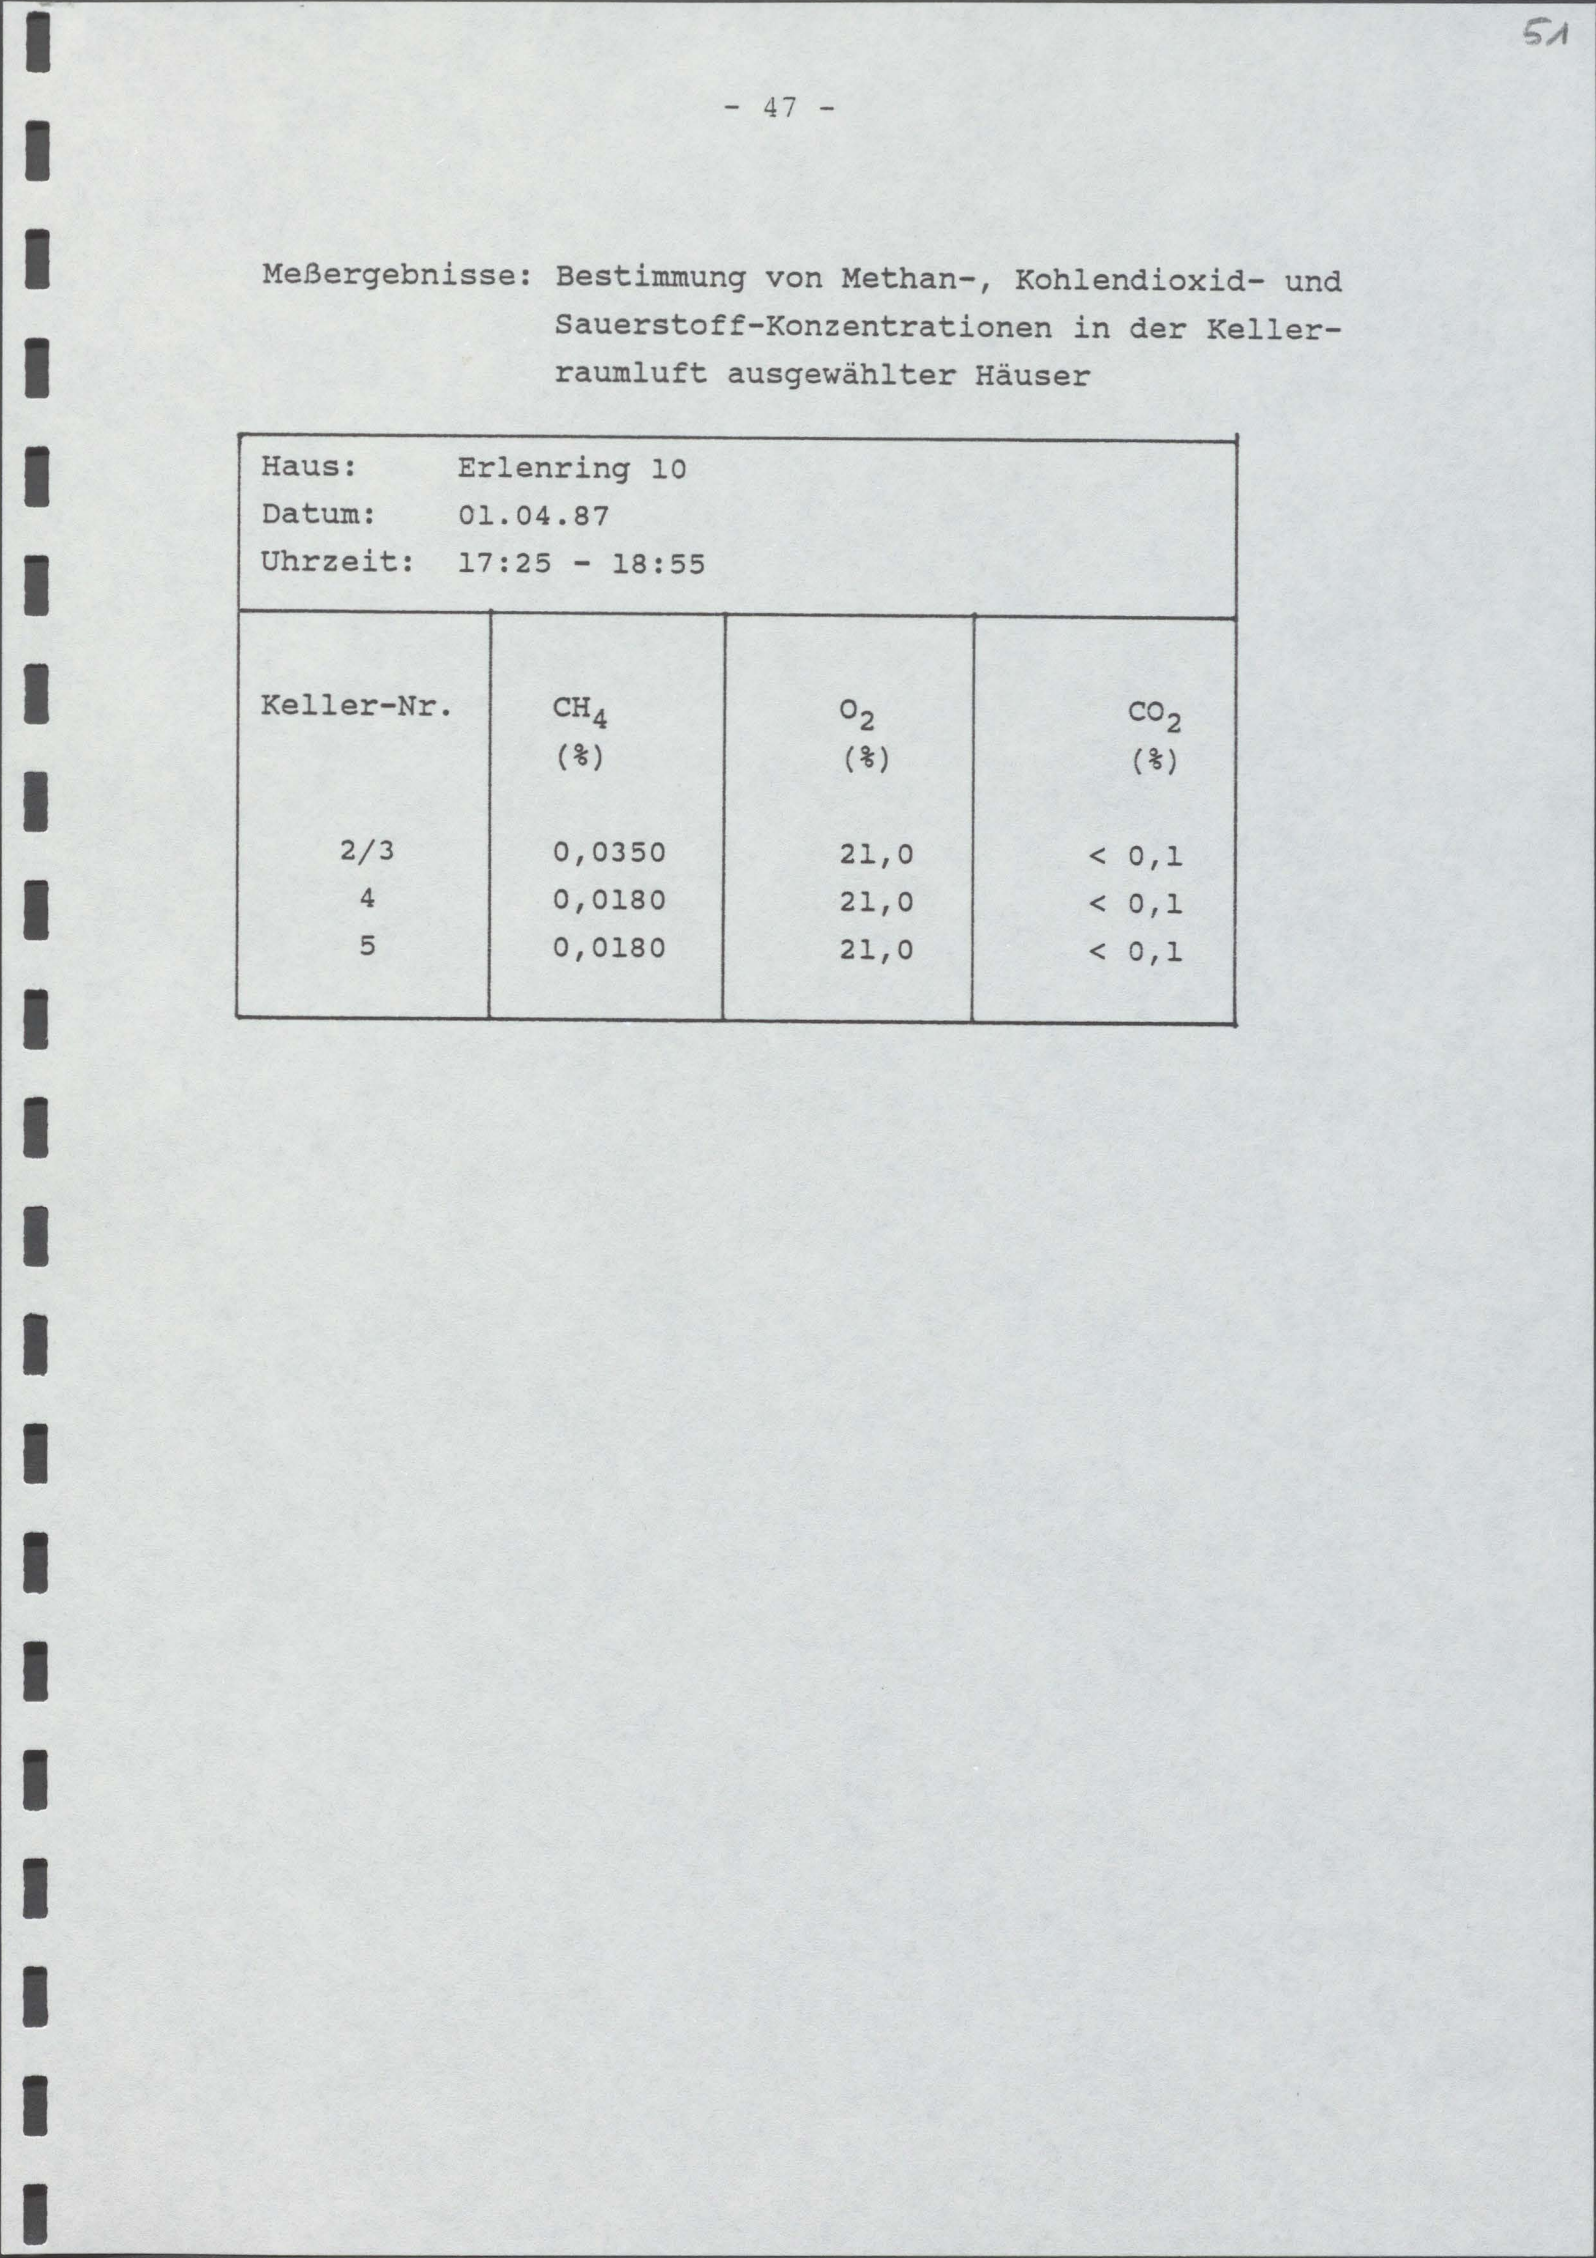 51
- 47 -
Meßergebnisse: Bestimmung von Methan-, Kohlendioxid- und
Sauerstoff-Konzentrationen in der Keller-
raumluft ausgewählter Häuser
Haus: Erlenring 10
Datum: 01.04.87
Uhrzeit: 17:25 - 18:55
Keller-Nr. CH4 O2 CO2
(%) (%) (%)
2/3 0,0350 21,0 < 0,1
4 0,0180 21,0 < 0,1
5 0,0180 21,0 < 0,1